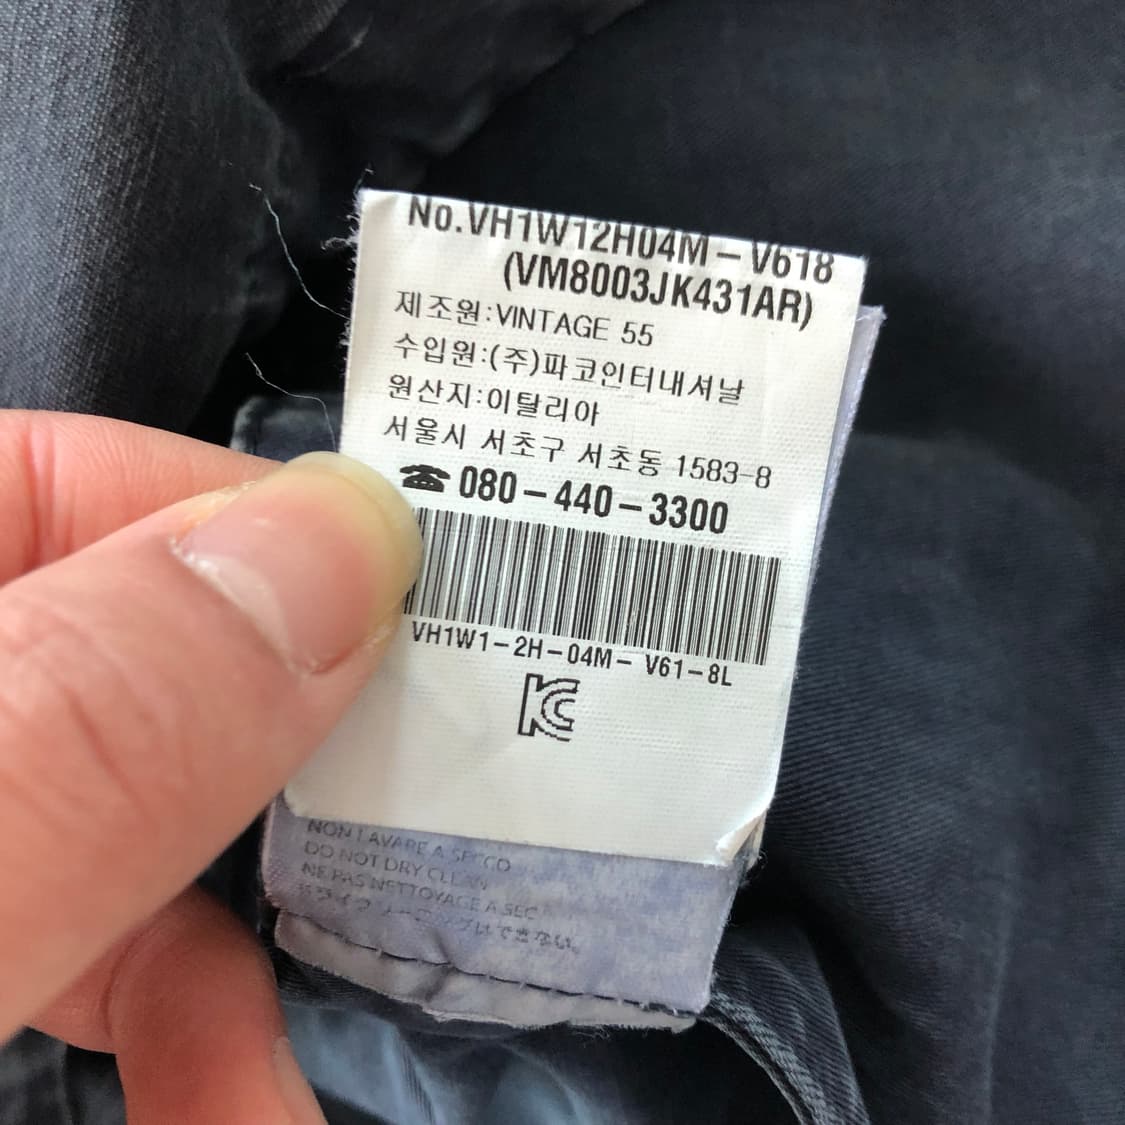 No.VH1W12H04M-V618
(VM8003JK431AR)
제조원:VINTAGE 55
수입원:(주)파코인터내셔날
원산지:이탈리아
서울시 서초구 서초동 1583-8
☎ 080-440-3300
VH1W1-2H-04M- V61-8L
KC
NON LAVARE A SECCO
DO NOT DRY CLEAN
NE PAS NETTOYAGE A SEC